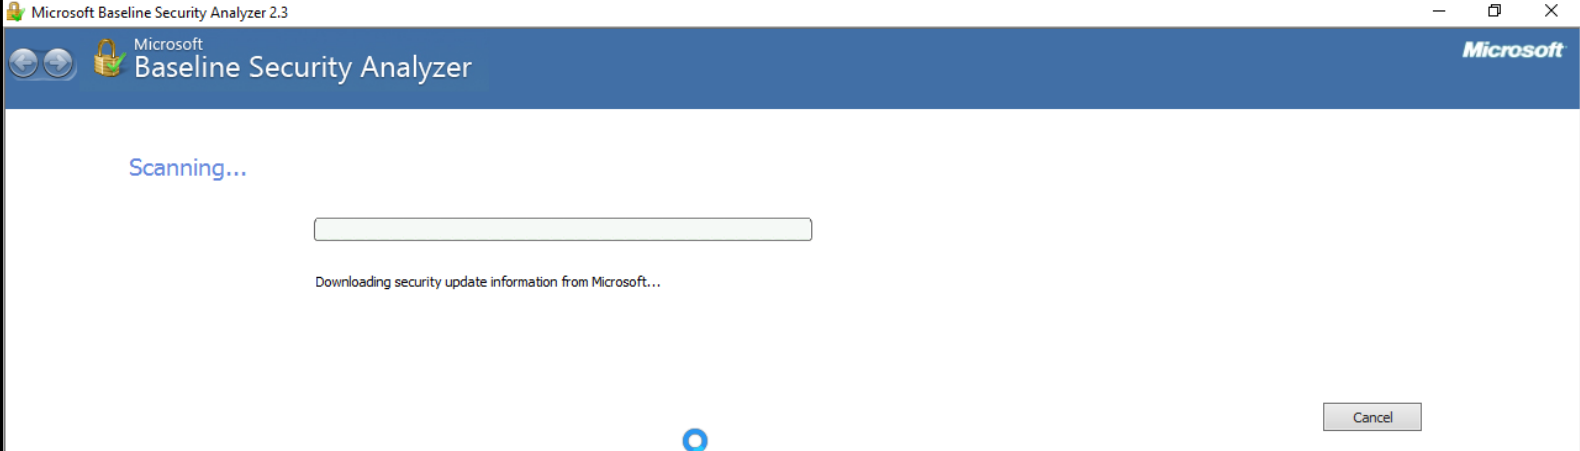 Microsoft Baseline Security Analyzer 2.3
Microsoft
Baseline Security Analyzer
Microsoft
Scanning...
Downloading security update information from Microsoft...
Cancel